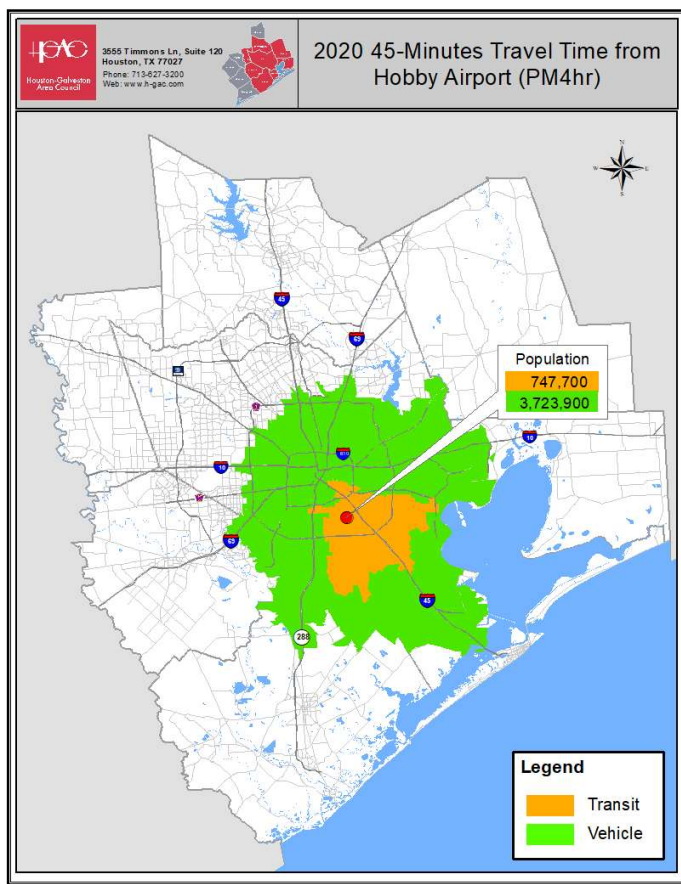 H-GAC
Houston-Galveston
Area Council
3555 Timmons Ln, Suite 120
Houston, TX 77027
Phone: 713-627-3200
Web: www.h-gac.com
2020 45-Minutes Travel Time from
Hobby Airport (PM4hr)
N
W
E
S
45
69
Population
747,700
3,723,900
10
610
10
69
45
288
Legend
Transit
Vehicle